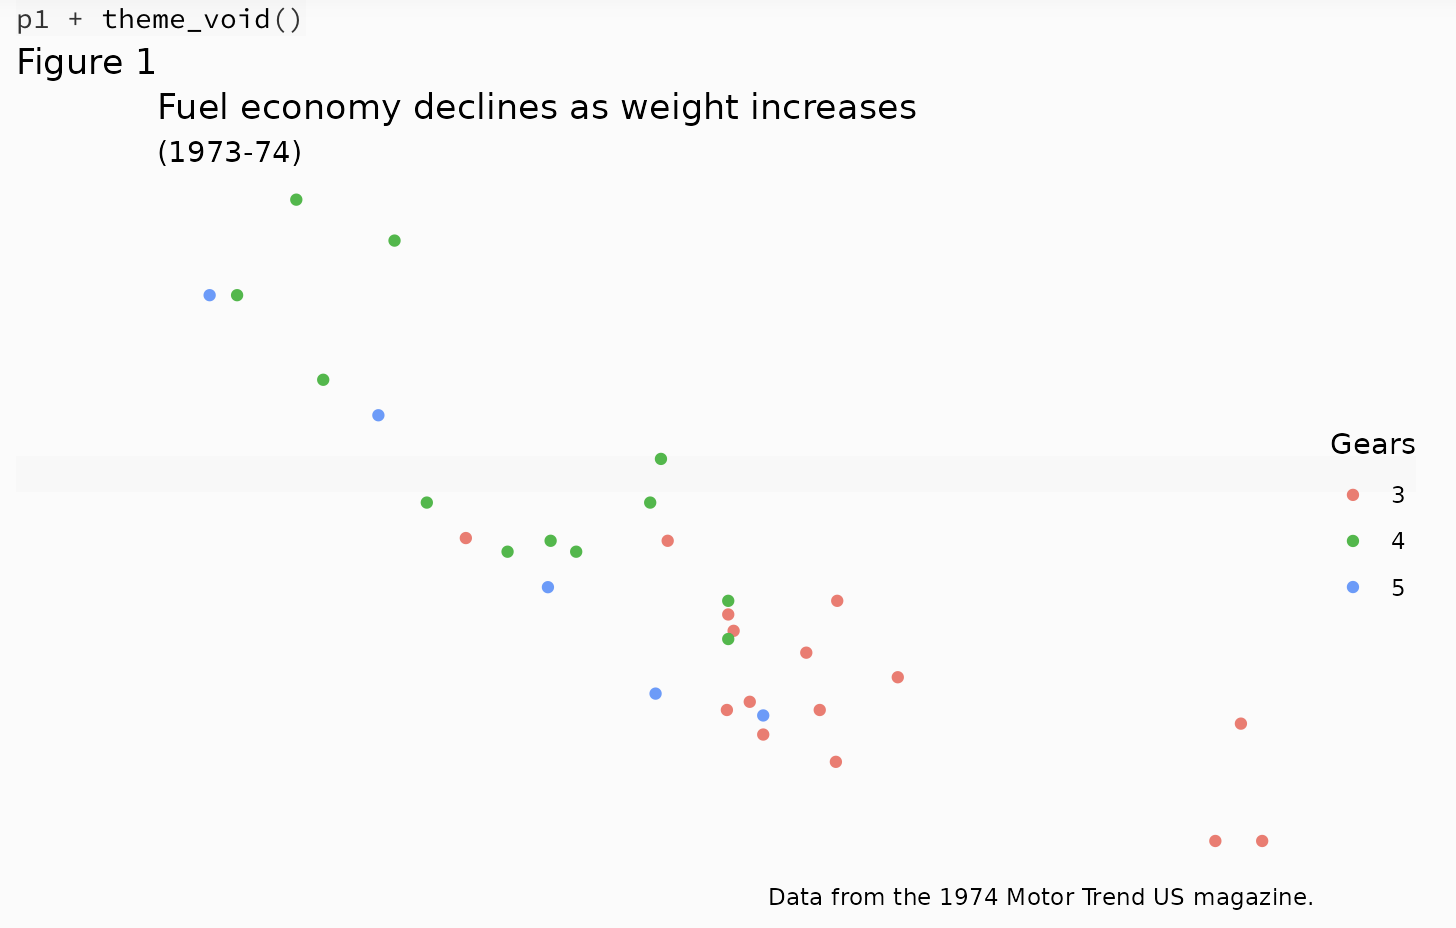 p1 + theme_void()
Figure 1
Fuel economy declines as weight increases
(1973-74)
Gears
3
4
5
Data from the 1974 Motor Trend US magazine.